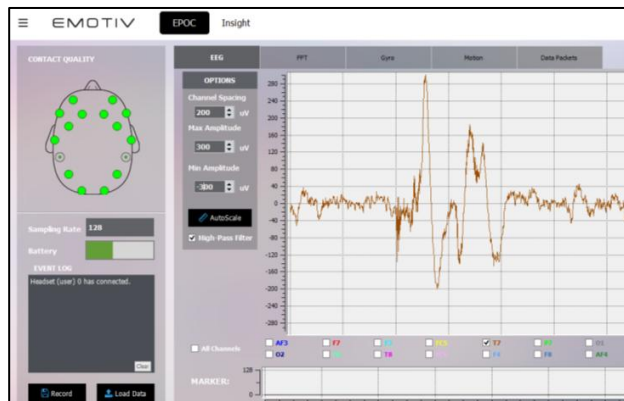 EMOTIV EPOC Insight
CONTACT QUALITY
EEG FFT Gyro Motion Data Packets
OPTIONS
Channel Spacing
200 uV
Max Amplitude
300 uV
Min Amplitude
-300 uV
AutoScale
High-Pass Filter
280
240
200
160
120
80
40
0
-40
-80
-120
-160
-200
-240
-280
Sampling Rate 128
Battery
EVENT LOG
Headset (user) 0 has connected.
Clear
Record Load Data
All Channels
AF3 F7 T7 O1
O2 T8 F8 AF4
MARKER:
128
0